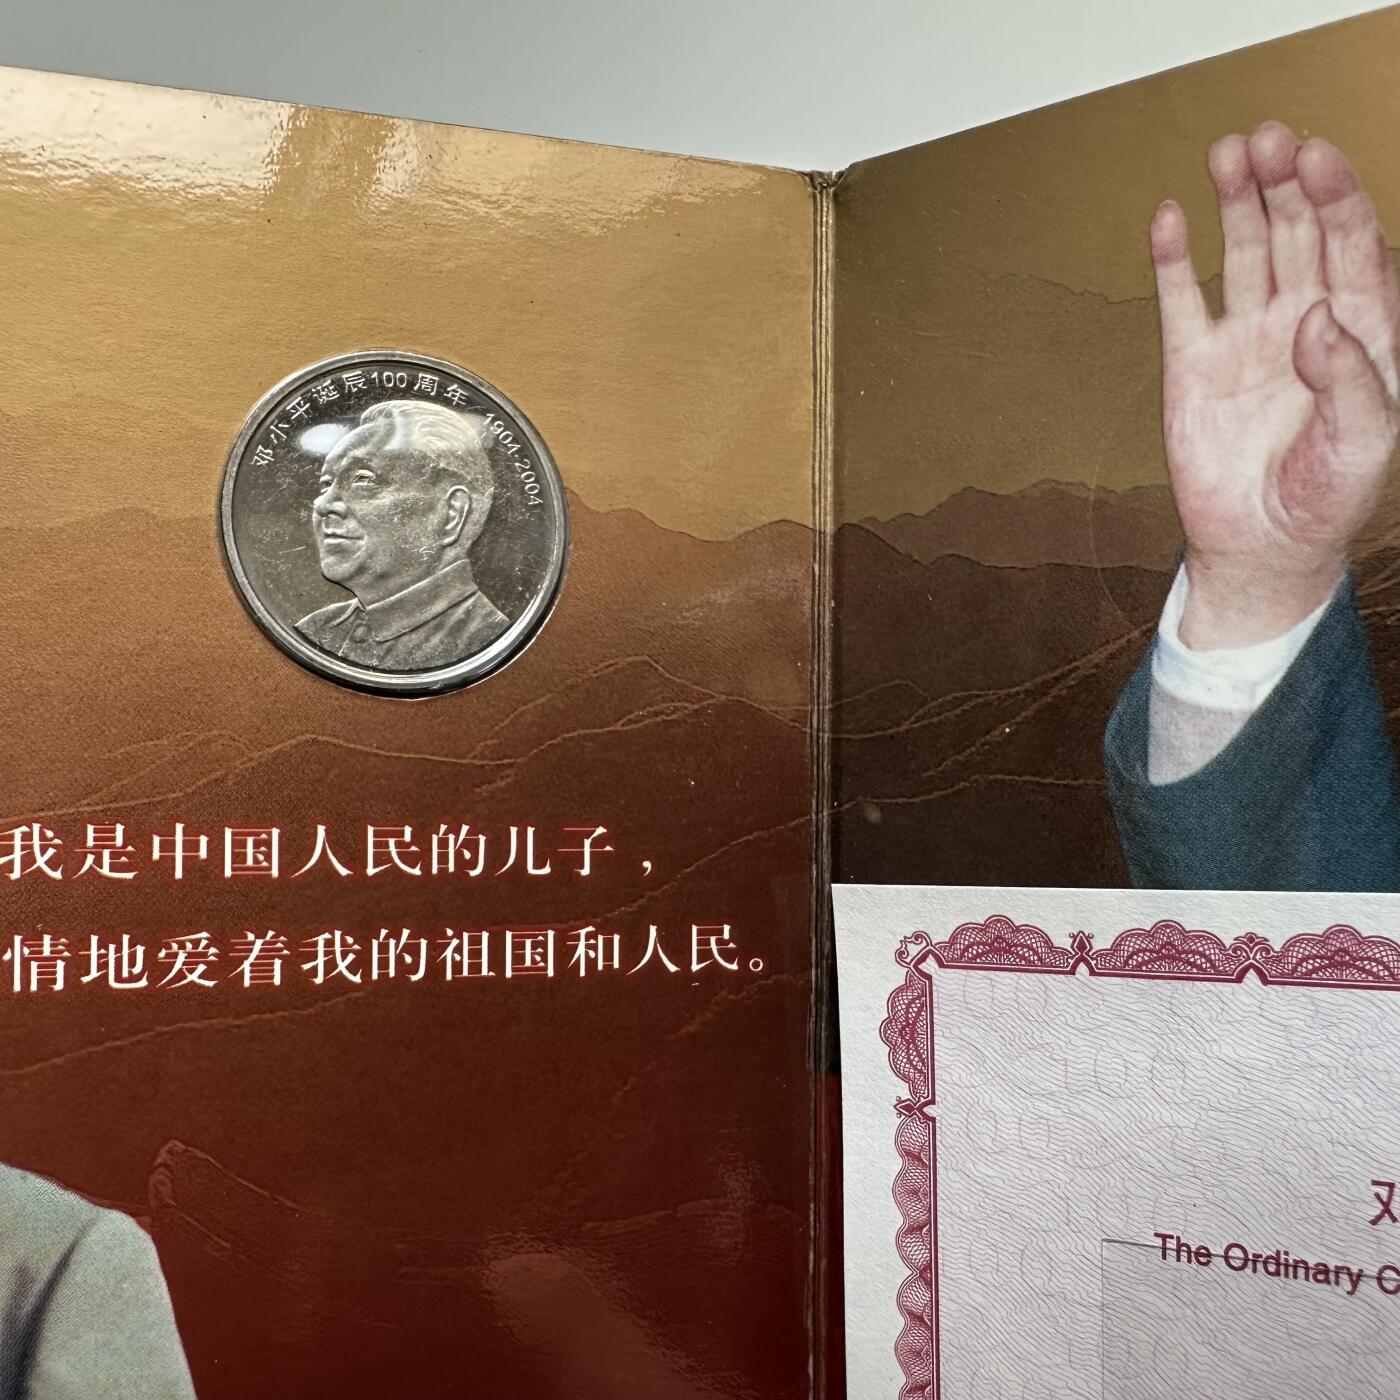 邓小平诞辰100周年 1904-2004
我是中国人民的儿子，
情地爱着我的祖国和人民。
The Ordinary C